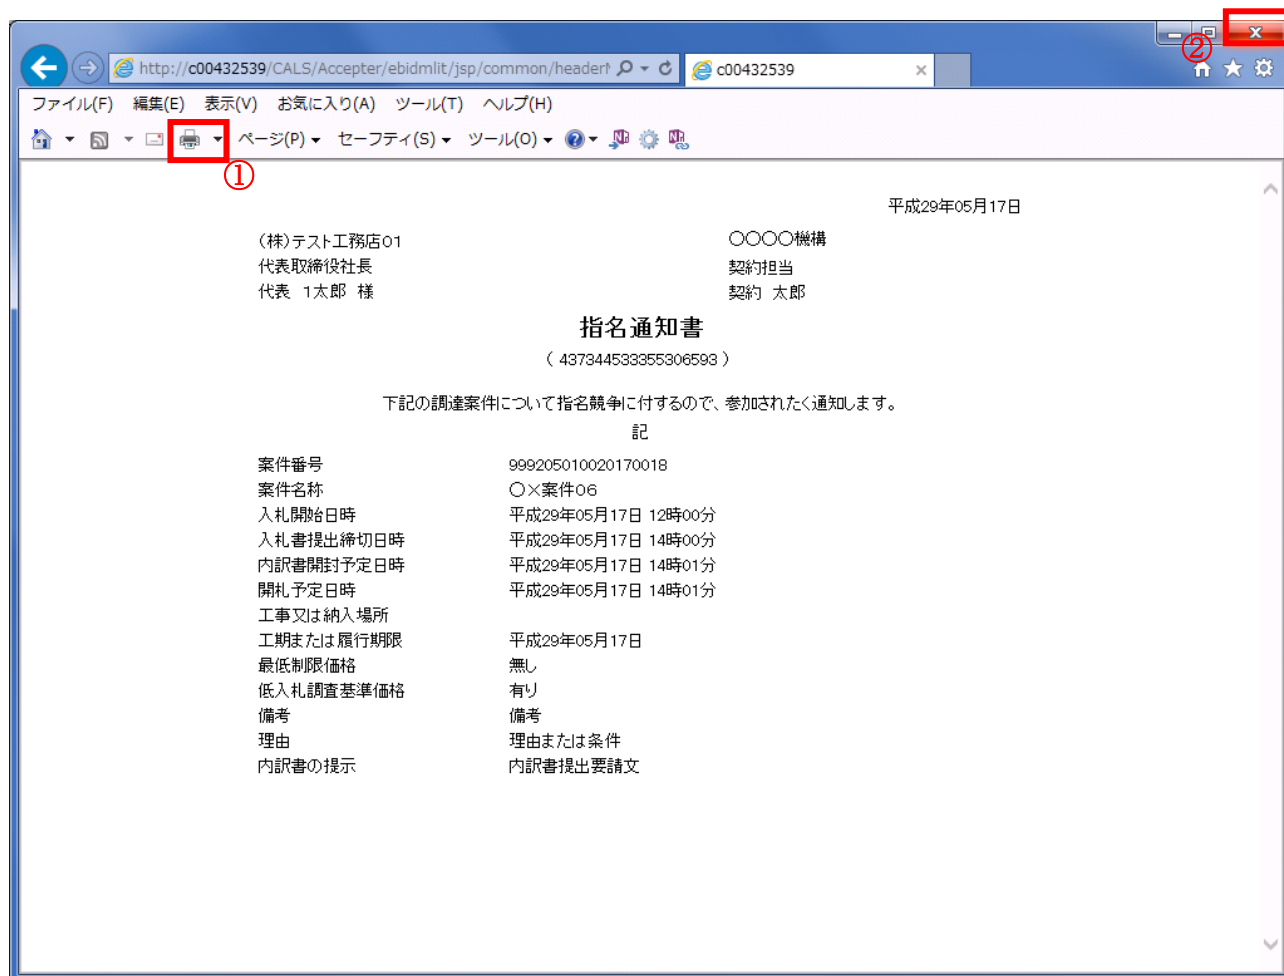 ②
http://c00432539/CALS/Accepter/ebidmlit/jsp/common/header
c00432539
ファイル(F) 編集(E) 表示(V) お気に入り(A) ツール(T) ヘルプ(H)
ページ(P) セーフティ(S) ツール(O)
①
平成29年05月17日
(株)テスト工務店01 〇〇〇〇機構
代表取締役社長 契約担当
代表 1太郎 様 契約 太郎
指名通知書
( 437344533355306593 )
下記の調達案件について指名競争に付するので、参加されたく通知します。
記
案件番号 999205010020170018
案件名称 〇×案件06
入札開始日時 平成29年05月17日 12時00分
入札書提出締切日時 平成29年05月17日 14時00分
内訳書開封予定日時 平成29年05月17日 14時01分
開札予定日時 平成29年05月17日 14時01分
工事又は納入場所
工期または履行期限 平成29年05月17日
最低制限価格 無し
低入札調査基準価格 有り
備考 備考
理由 理由または条件
内訳書の提示 内訳書提出要請文